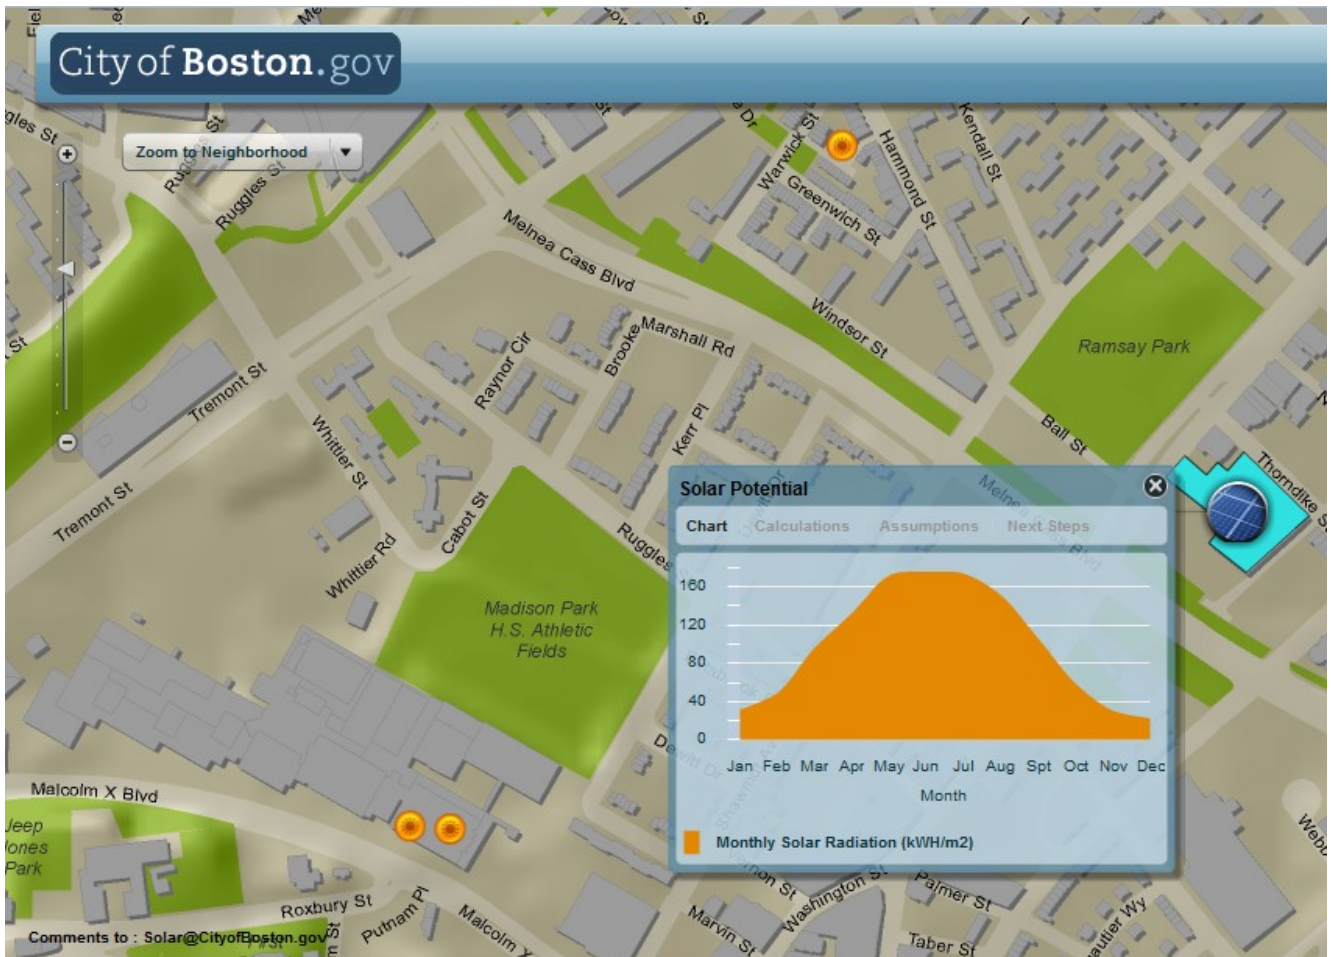 City of Boston.gov
Zoom to Neighborhood
Ruggles St
Ruggles St
Warwick St
Greenwich St
Hammond St
Kendall St
Melnea Cass Blvd
Windsor St
Marshall Rd
Brooke
Raynor Cir
Ramsay Park
Tremont St
Kerr Pl
Ball St
Whittier St
Thorndike St
Tremont St
Cabot St
Ruggles
Whittier Rd
Madison Park
H.S. Athletic
Fields
Solar Potential
Chart Calculations Assumptions Next Steps
160
120
80
40
0
Jan Feb Mar Apr May Jun Jul Aug Spt Oct Nov Dec
Month
Monthly Solar Radiation (kWH/m2)
Dewitt Dr
Malcolm X Blvd
Jeep
Jones
Park
Roxbury St
Putnam Pl
Malcolm X
Marvin St
Washington St
Palmer St
Taber St
Comments to : Solar@CityofBoston.gov